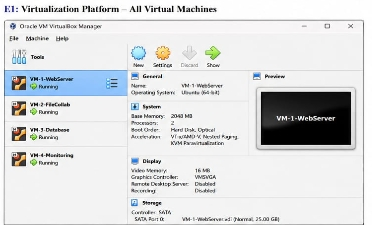 E1: Virtualization Platform – All Virtual Machines
Oracle VM VirtualBox Manager
File Machine Help
Tools
New Settings Discard Show
VM-1-WebServer
Running
VM-2-FileCollab
Running
VM-3-Database
Running
VM-4-Monitoring
Running
General
Name: VM-1-WebServer
Operating System: Ubuntu (64-bit)
System
Base Memory: 2048 MB
Processors: 2
Boot Order: Hard Disk, Optical
Acceleration: VT-x/AMD-V, Nested Paging,
KVM Paravirtualization
Display
Video Memory: 16 MB
Graphics Controller: VMSVGA
Remote Desktop Server: Disabled
Recording: Disabled
Storage
Controller: SATA
SATA Port 0: VM-1-WebServer.vdi (Normal, 25.00 GB)
Preview
VM-1-WebServer